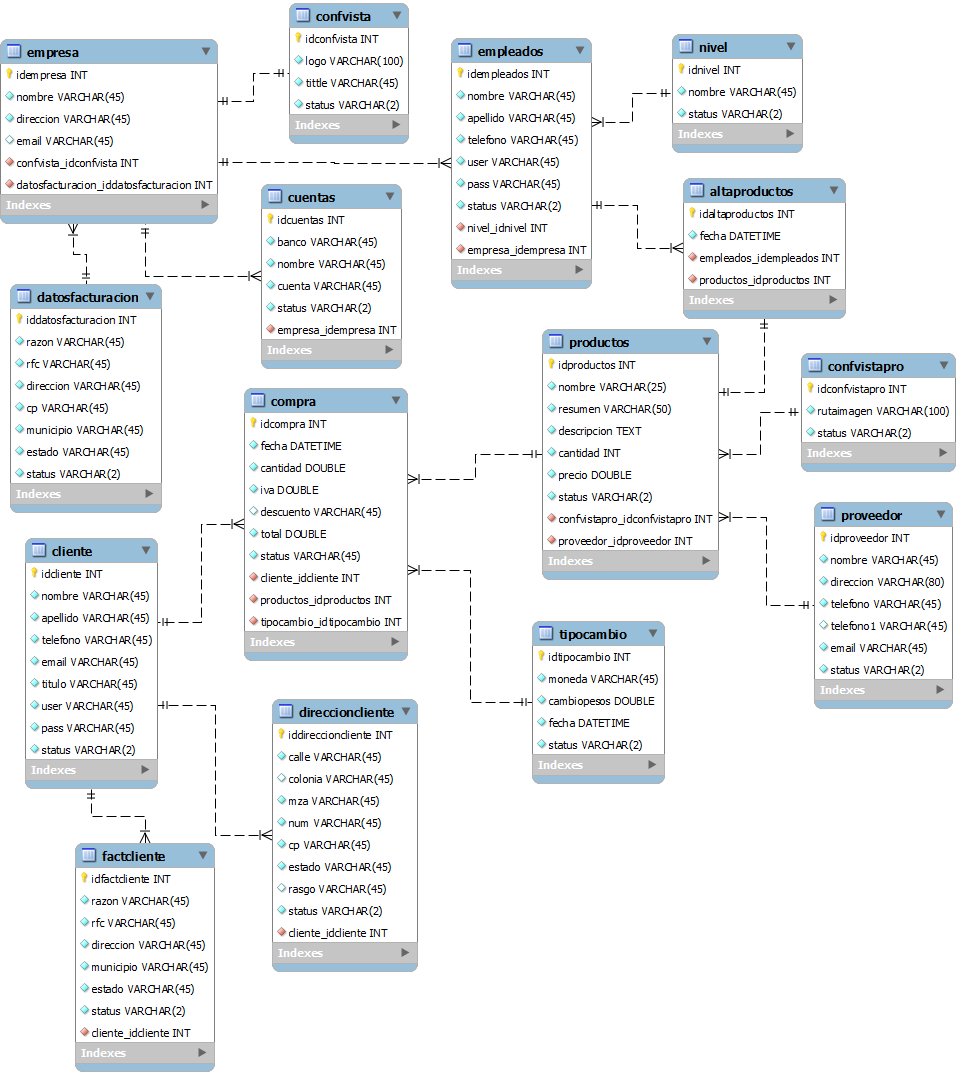 empresa
idempresa INT
nombre VARCHAR(45)
direccion VARCHAR(45)
email VARCHAR(45)
confvista_idconfvista INT
datosfacturacion_iddatosfacturacion INT
Indexes
confvista
idconfvista INT
logo VARCHAR(100)
tittle VARCHAR(45)
status VARCHAR(2)
Indexes
empleados
idempleados INT
nombre VARCHAR(45)
apellido VARCHAR(45)
telefono VARCHAR(45)
user VARCHAR(45)
pass VARCHAR(45)
status VARCHAR(2)
nivel_idnivel INT
empresa_idempresa INT
Indexes
nivel
idnivel INT
nombre VARCHAR(45)
status VARCHAR(2)
Indexes
cuentas
idcuentas INT
banco VARCHAR(45)
nombre VARCHAR(45)
cuenta VARCHAR(45)
status VARCHAR(2)
empresa_idempresa INT
Indexes
altaproductos
idaltaproductos INT
fecha DATETIME
empleados_idempleados INT
productos_idproductos INT
Indexes
datosfacturacion
iddatosfacturacion INT
razon VARCHAR(45)
rfc VARCHAR(45)
direccion VARCHAR(45)
cp VARCHAR(45)
municipio VARCHAR(45)
estado VARCHAR(45)
status VARCHAR(2)
Indexes
productos
idproductos INT
nombre VARCHAR(25)
resumen VARCHAR(50)
descripcion TEXT
cantidad INT
precio DOUBLE
status VARCHAR(2)
confvistapro_idconfvistapro INT
proveedor_idproveedor INT
Indexes
confvistapro
idconfvistapro INT
rutaimagen VARCHAR(100)
status VARCHAR(2)
Indexes
compra
idcompra INT
fecha DATETIME
cantidad DOUBLE
iva DOUBLE
descuento VARCHAR(45)
total DOUBLE
status VARCHAR(45)
cliente_idcliente INT
productos_idproductos INT
tipocambio_idtipocambio INT
Indexes
proveedor
idproveedor INT
nombre VARCHAR(45)
direccion VARCHAR(80)
telefono VARCHAR(45)
telefono1 VARCHAR(45)
email VARCHAR(45)
status VARCHAR(2)
Indexes
cliente
idcliente INT
nombre VARCHAR(45)
apellido VARCHAR(45)
telefono VARCHAR(45)
email VARCHAR(45)
titulo VARCHAR(45)
user VARCHAR(45)
pass VARCHAR(45)
status VARCHAR(2)
Indexes
tipocambio
idtipocambio INT
moneda VARCHAR(45)
cambiopesos DOUBLE
fecha DATETIME
status VARCHAR(2)
Indexes
direccioncliente
iddireccioncliente INT
calle VARCHAR(45)
colonia VARCHAR(45)
mza VARCHAR(45)
num VARCHAR(45)
cp VARCHAR(45)
estado VARCHAR(45)
rasgo VARCHAR(45)
status VARCHAR(2)
cliente_idcliente INT
Indexes
factcliente
idfactcliente INT
razon VARCHAR(45)
rfc VARCHAR(45)
direccion VARCHAR(45)
municipio VARCHAR(45)
estado VARCHAR(45)
status VARCHAR(2)
cliente_idcliente INT
Indexes